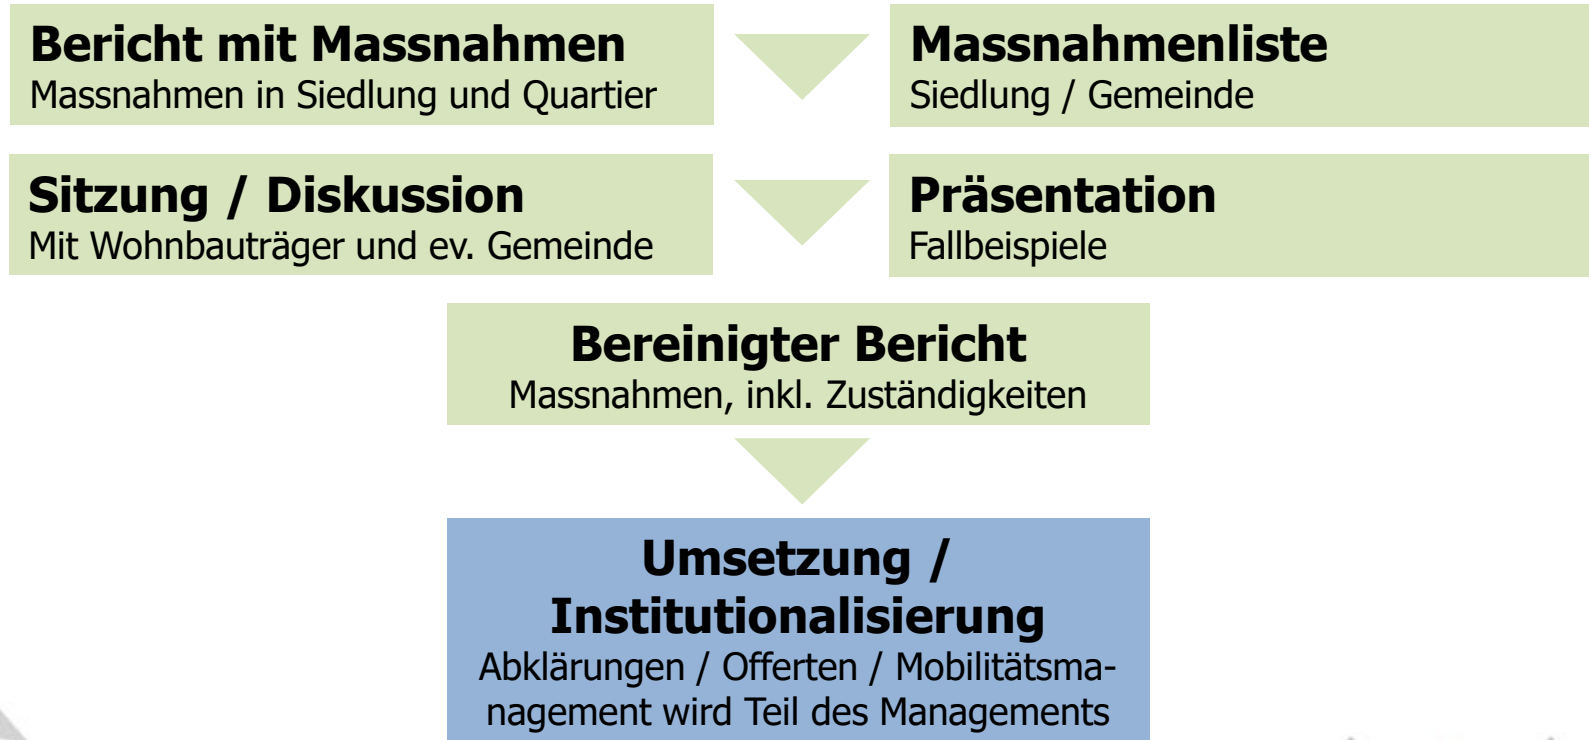 Bericht mit Massnahmen
Massnahmen in Siedlung und Quartier
Massnahmenliste
Siedlung / Gemeinde
Sitzung / Diskussion
Mit Wohnbauträger und ev. Gemeinde
Präsentation
Fallbeispiele
Bereinigter Bericht
Massnahmen, inkl. Zuständigkeiten
Umsetzung /
Institutionalisierung
Abklärungen / Offerten / Mobilitätsma-
nagement wird Teil des Managements